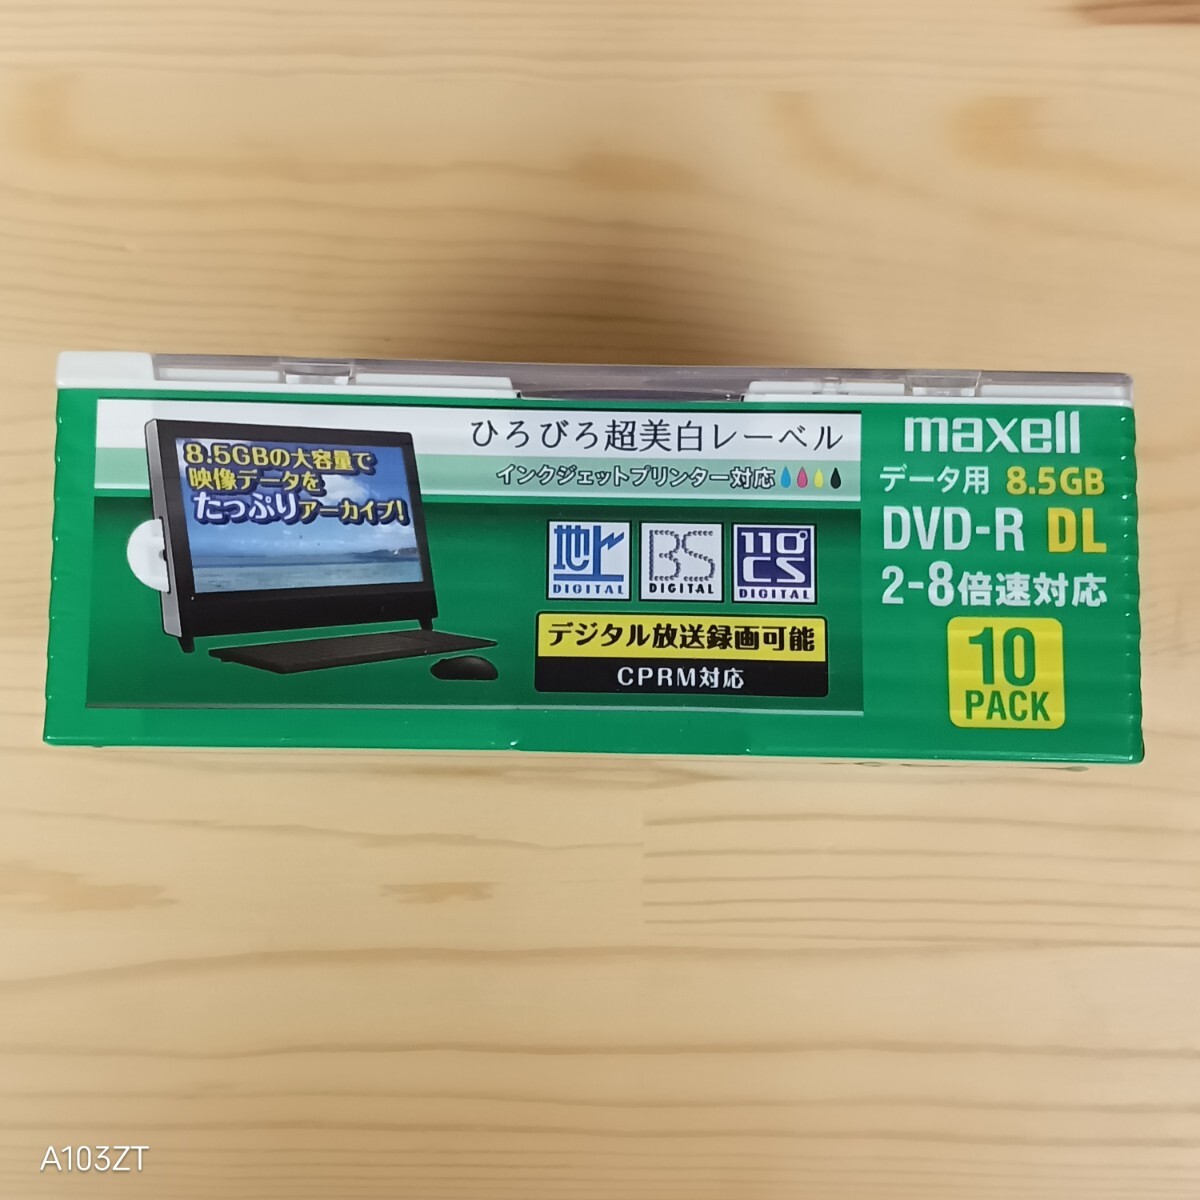 ひろびろ超美白レーベル
インクジェットプリンター対応
8.5GBの大容量で
映像データを
たっぷりアーカイブ!
地上
DIGITAL
BS
DIGITAL
110°
CS
DIGITAL
デジタル放送録画可能
CPRM対応
maxell
データ用 8.5GB
DVD-R DL
2-8倍速対応
10
PACK
A103ZT